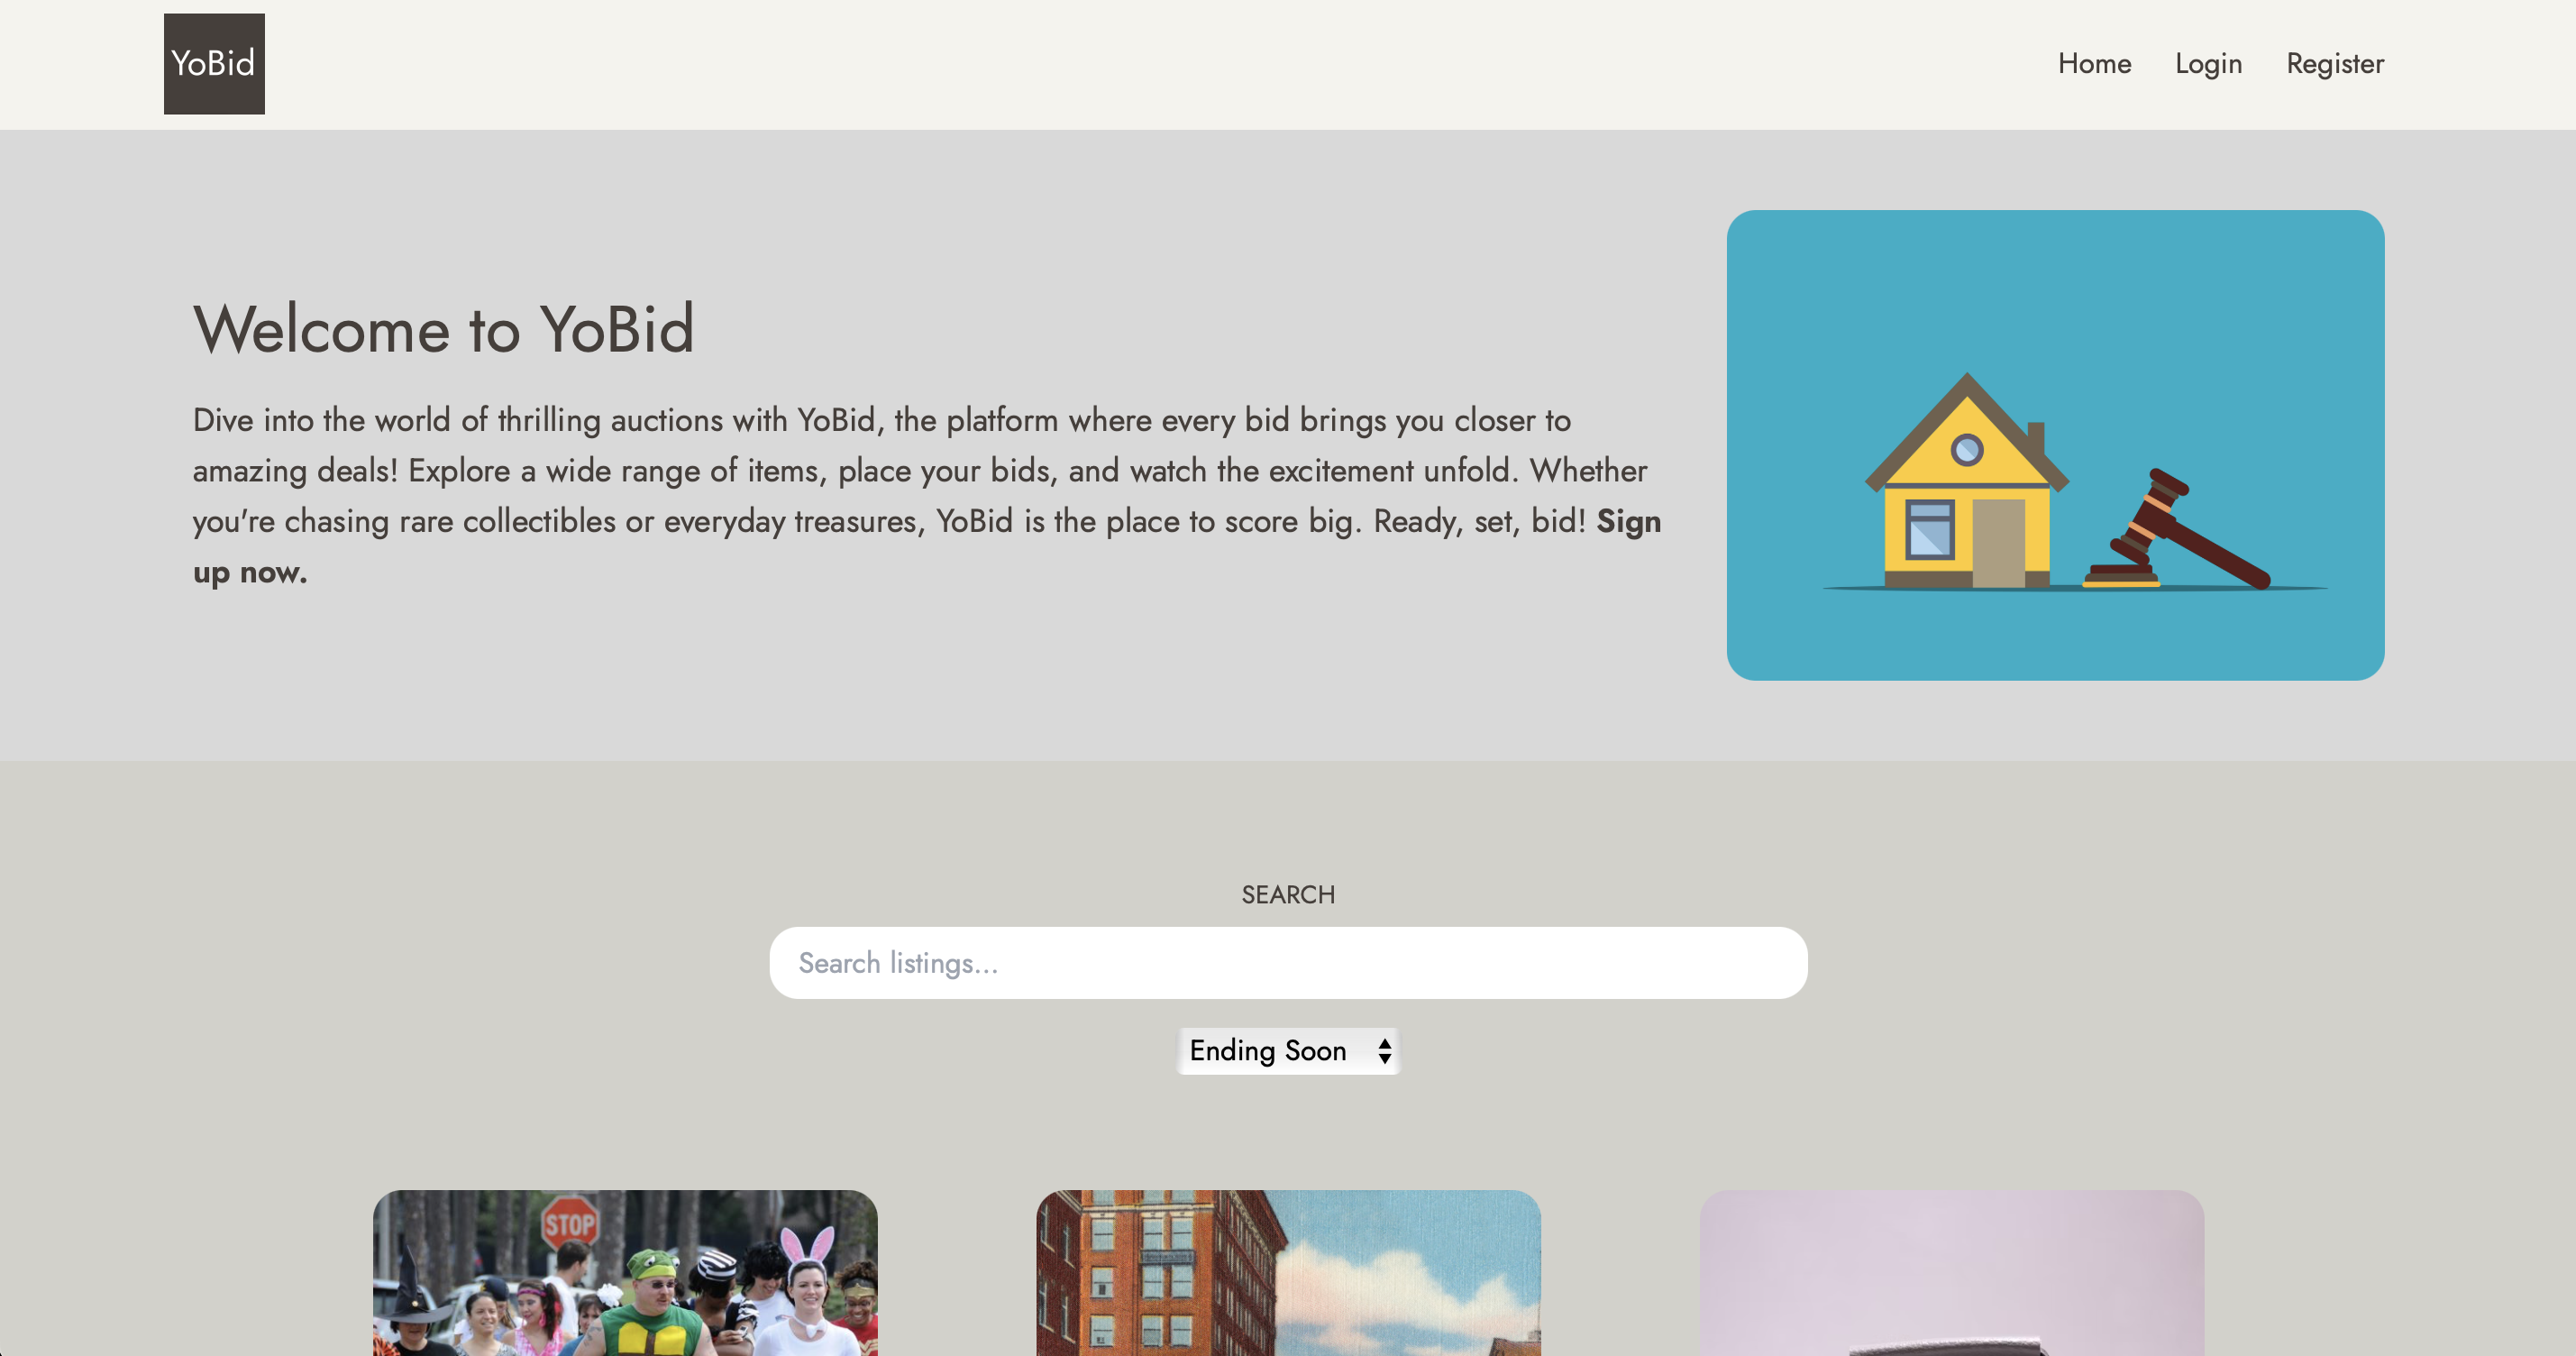 YoBid
Home
Login
Register
Welcome to YoBid
Dive into the world of thrilling auctions with YoBid, the platform where every bid brings you closer to
amazing deals! Explore a wide range of items, place your bids, and watch the excitement unfold. Whether
you're chasing rare collectibles or everyday treasures, YoBid is the place to score big. Ready, set, bid! Sign
up now.
SEARCH
Search listings...
Ending Soon
STOP